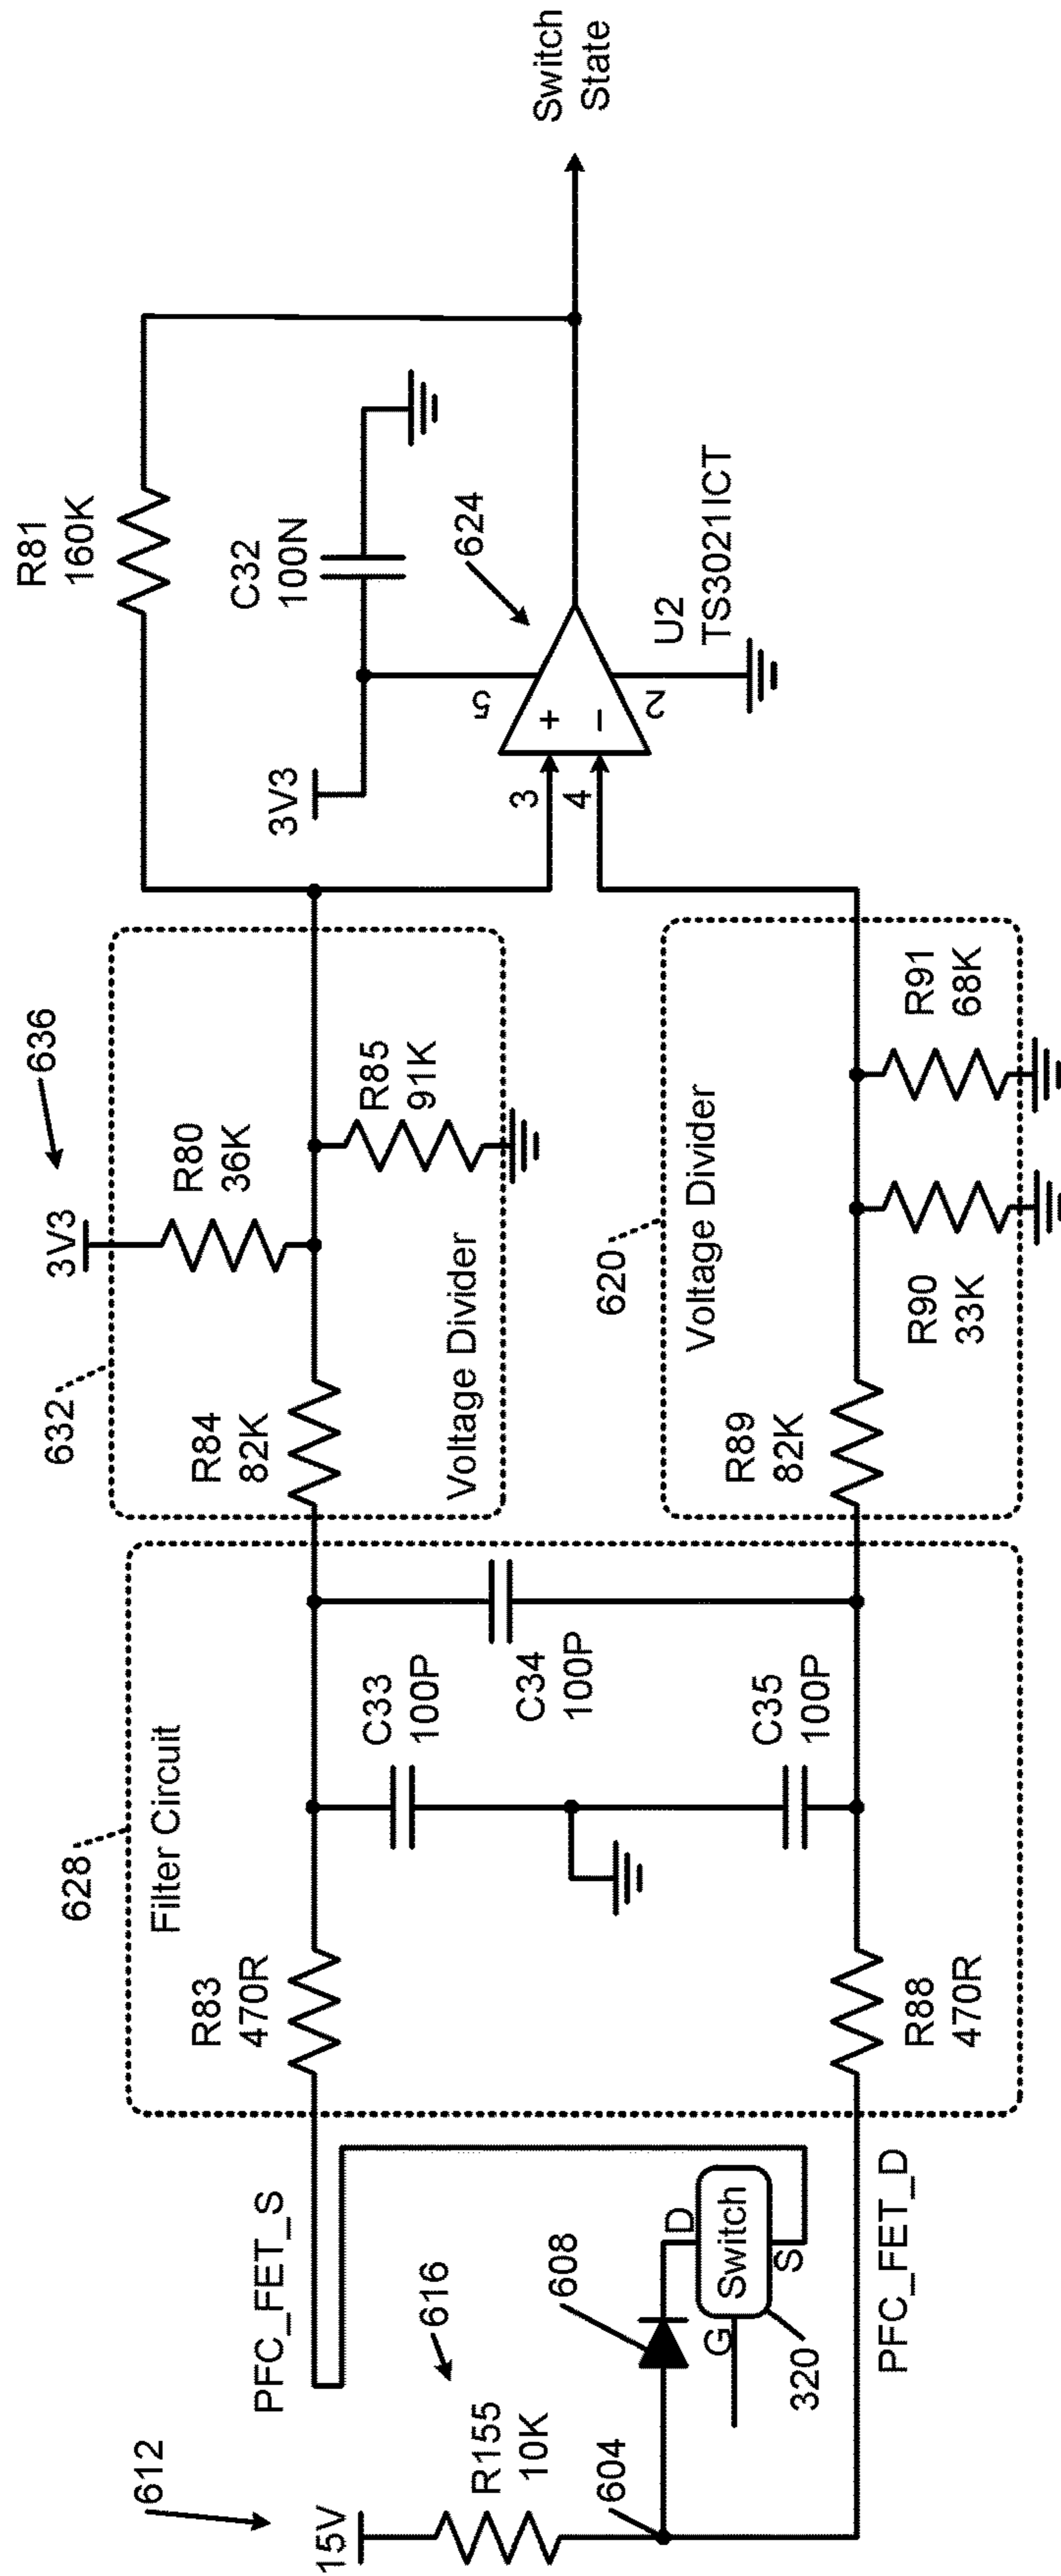 612
15V
R155
10K
616
604
608
PFC_FET_S
D
G
Switch
S
320
PFC_FET_D
628
Filter Circuit
R83
470R
C33
100P
C34
100P
C35
100P
R88
470R
632
R84
82K
3V3
636
R80
36K
R85
91K
Voltage Divider
620
Voltage Divider
R89
82K
R90
33K
R91
68K
R81
160K
3V3
C32
100N
624
5
3
+
4
–
2
U2
TS3021ICT
Switch
State